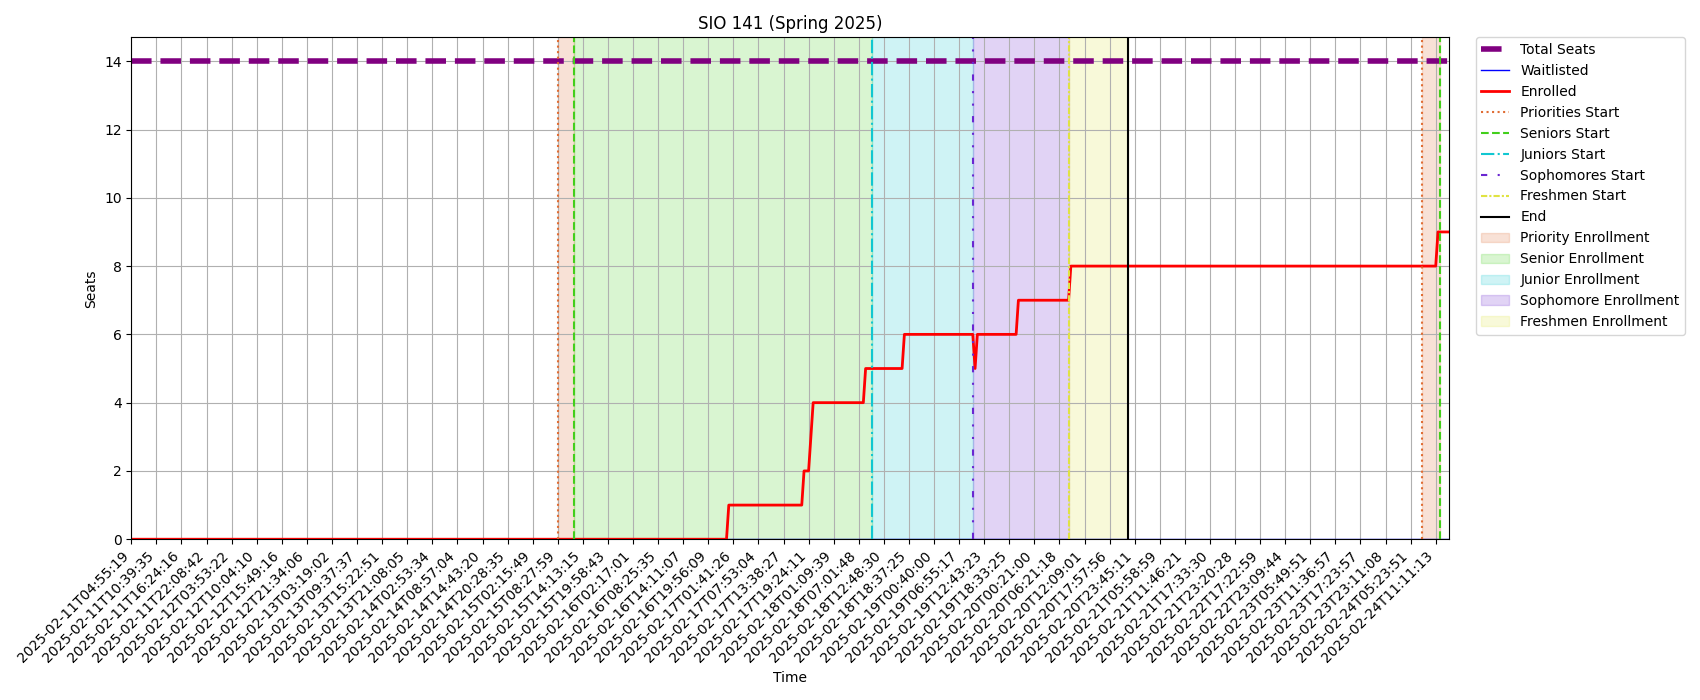 SIO 141 (Spring 2025)
Seats
14
12
10
8
6
4
2
0
2025-02-11T04:55:19
2025-02-11T10:39:35
2025-02-11T16:24:16
2025-02-11T22:08:42
2025-02-12T03:53:22
2025-02-12T10:04:10
2025-02-12T15:49:16
2025-02-12T21:34:06
2025-02-13T03:19:02
2025-02-13T09:37:37
2025-02-13T15:22:51
2025-02-13T21:08:05
2025-02-14T02:53:34
2025-02-14T08:57:04
2025-02-14T14:43:20
2025-02-14T20:28:35
2025-02-15T02:15:49
2025-02-15T08:27:59
2025-02-15T14:13:15
2025-02-15T19:58:43
2025-02-16T02:17:01
2025-02-16T08:25:35
2025-02-16T14:11:07
2025-02-16T19:56:09
2025-02-17T01:41:26
2025-02-17T07:53:04
2025-02-17T13:38:27
2025-02-17T19:24:11
2025-02-18T01:09:39
2025-02-18T07:01:48
2025-02-18T12:48:30
2025-02-18T18:37:25
2025-02-19T00:40:00
2025-02-19T06:55:17
2025-02-19T12:43:23
2025-02-19T18:33:25
2025-02-20T00:21:00
2025-02-20T06:21:18
2025-02-20T12:09:01
2025-02-20T17:57:56
2025-02-20T23:45:11
2025-02-21T05:58:59
2025-02-21T11:46:21
2025-02-21T17:33:30
2025-02-21T23:20:28
2025-02-22T17:22:59
2025-02-22T23:09:44
2025-02-23T05:49:51
2025-02-23T11:36:57
2025-02-23T17:23:57
2025-02-23T23:11:08
2025-02-24T05:23:51
2025-02-24T11:11:13
Time
Total Seats
Waitlisted
Enrolled
Priorities Start
Seniors Start
Juniors Start
Sophomores Start
Freshmen Start
End
Priority Enrollment
Senior Enrollment
Junior Enrollment
Sophomore Enrollment
Freshmen Enrollment